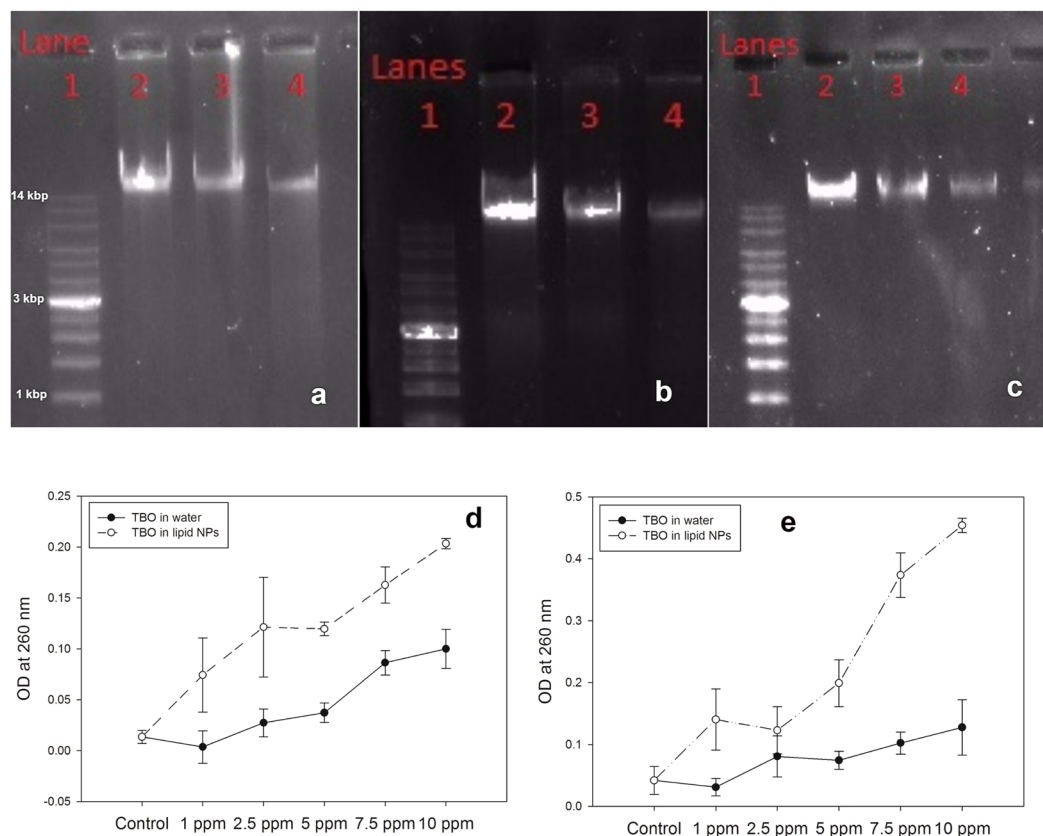 Lane
1 2 3 4
14 kbp
3 kbp
1 kbp
a
Lanes
1 2 3 4
b
Lanes
1 2 3 4
c
d
TBO in water
TBO in lipid NPs
OD at 260 nm
0.25
0.20
0.15
0.10
0.05
0.00
-0.05
Control 1 ppm 2.5 ppm 5 ppm 7.5 ppm 10 ppm
e
TBO in water
TBO in lipid NPs
OD at 260 nm
0.5
0.4
0.3
0.2
0.1
0.0
Control 1 ppm 2.5 ppm 5 ppm 7.5 ppm 10 ppm